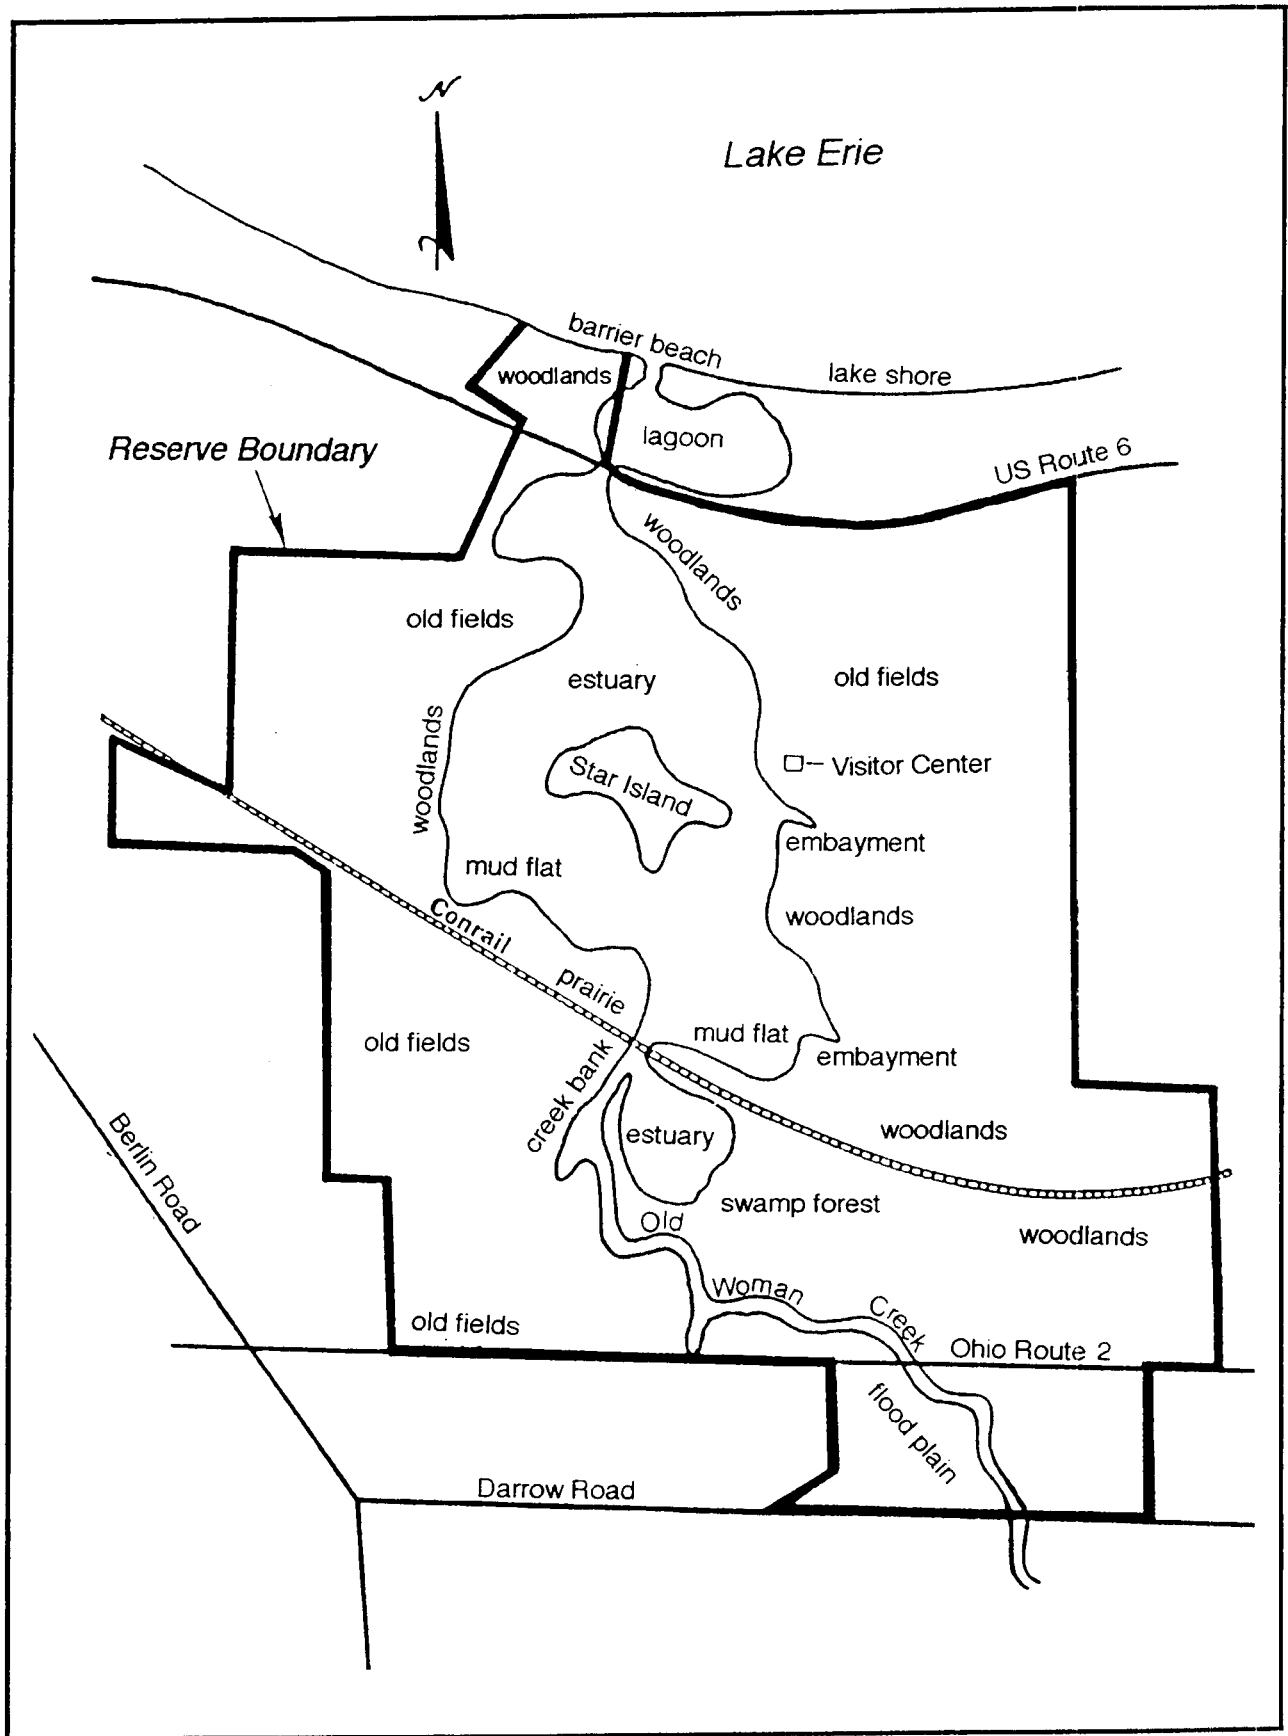 N
Lake Erie
barrier beach
woodlands
lake shore
lagoon
Reserve Boundary
US Route 6
woodlands
old fields
estuary
old fields
woodlands
Star Island
Visitor Center
embayment
mud flat
woodlands
Conrail
prairie
mud flat
old fields
embayment
creek bank
Berlin Road
estuary
woodlands
swamp forest
Old
woodlands
Woman
Creek
old fields
Ohio Route 2
flood plain
Darrow Road